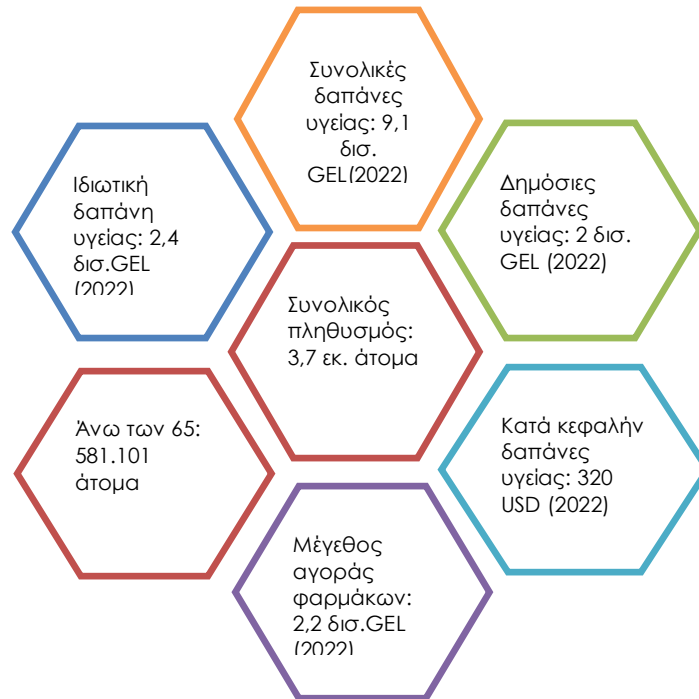 Συνολικές
δαπάνες
υγείας: 9,1
δισ.
GEL(2022)
Ιδιωτική
δαπάνη
υγείας: 2,4
δισ.GEL
(2022)
Δημόσιες
δαπάνες
υγείας: 2 δισ.
GEL (2022)
Συνολικός
πληθυσμός:
3,7 εκ. άτομα
Άνω των 65:
581.101
άτομα
Κατά κεφαλήν
δαπάνες
υγείας: 320
USD (2022)
Μέγεθος
αγοράς
φαρμάκων:
2,2 δισ.GEL
(2022)